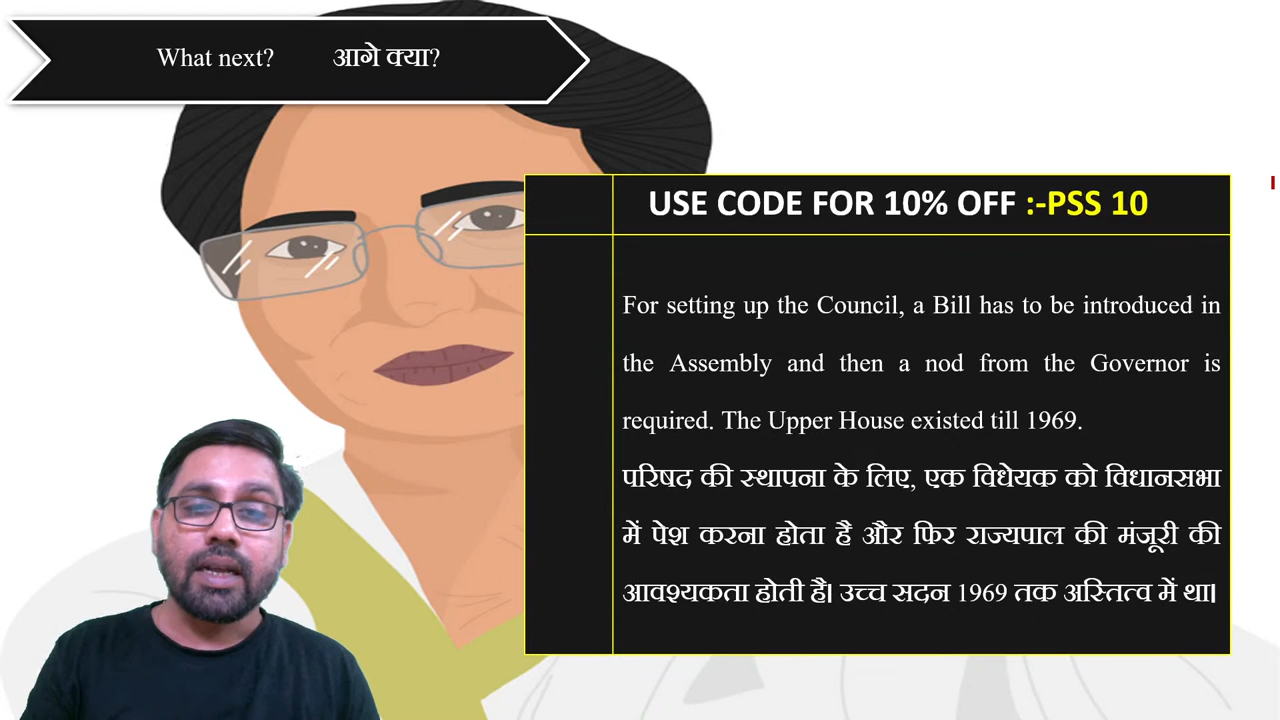 What next? आगे क्या?
USE CODE FOR 10% OFF :-PSS 10
For setting up the Council, a Bill has to be introduced in
the Assembly and then a nod from the Governor is
required. The Upper House existed till 1969.
परिषद की स्थापना के लिए, एक विधेयक को विधानसभा
में पेश करना होता है और फिर राज्यपाल की मंजूरी की
आवश्यकता होती है। उच्च सदन 1969 तक अस्तित्व में था।